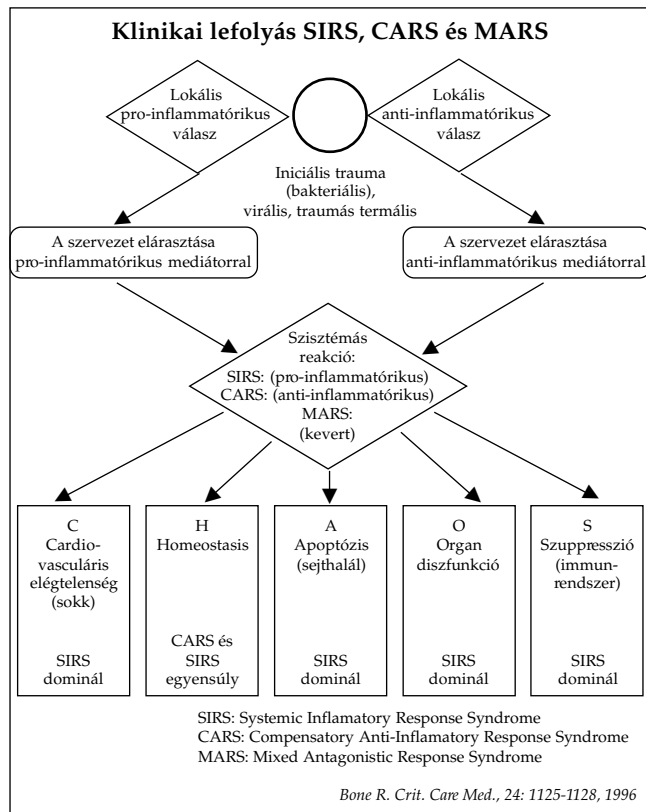 Klinikai lefolyás SIRS, CARS és MARS
Lokális
pro-inflammatórikus
válasz
Lokális
anti-inflammatórikus
válasz
Iniciális trauma
(bakteriális),
virális, traumás termális
A szervezet elárasztása
pro-inflammatórikus mediátorral
A szervezet elárasztása
anti-inflammatórikus mediátorral
Szisztémás
reakció:
SIRS: (pro-inflammatórikus)
CARS: (anti-inflammatórikus)
MARS:
(kevert)
C
Cardio-
vasculáris
elégtelenség
(sokk)
SIRS
dominál
H
Homeostasis
CARS és
SIRS
egyensúly
A
Apoptózis
(sejthalál)
SIRS
dominál
O
Organ
diszfunkció
SIRS
dominál
S
Szuppresszió
(immun-
rendszer)
SIRS
dominál
SIRS: Systemic Inflamatory Response Syndrome
CARS: Compensatory Anti-Inflamatory Response Syndrome
MARS: Mixed Antagonistic Response Syndrome
Bone R. Crit. Care Med., 24: 1125-1128, 1996